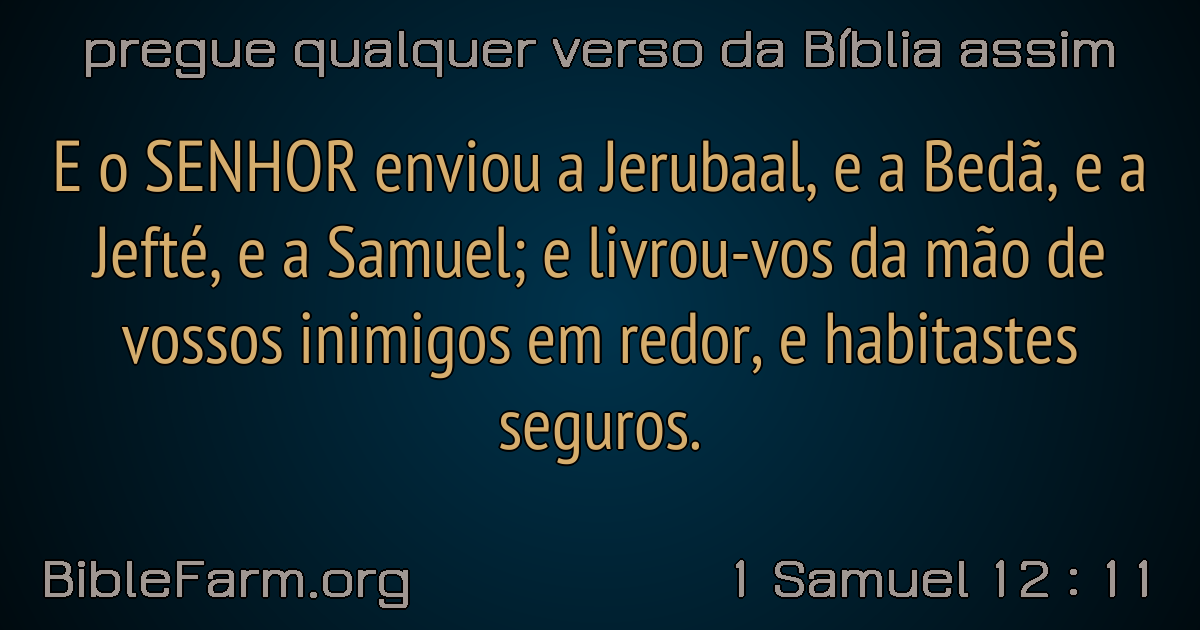 pregue qualquer verso da Bíblia assim
E o SENHOR enviou a Jerubaal, e a Bedã, e a
Jefté, e a Samuel; e livrou-vos da mão de
vossos inimigos em redor, e habitastes
seguros.
BibleFarm.org
1 Samuel 12 : 11